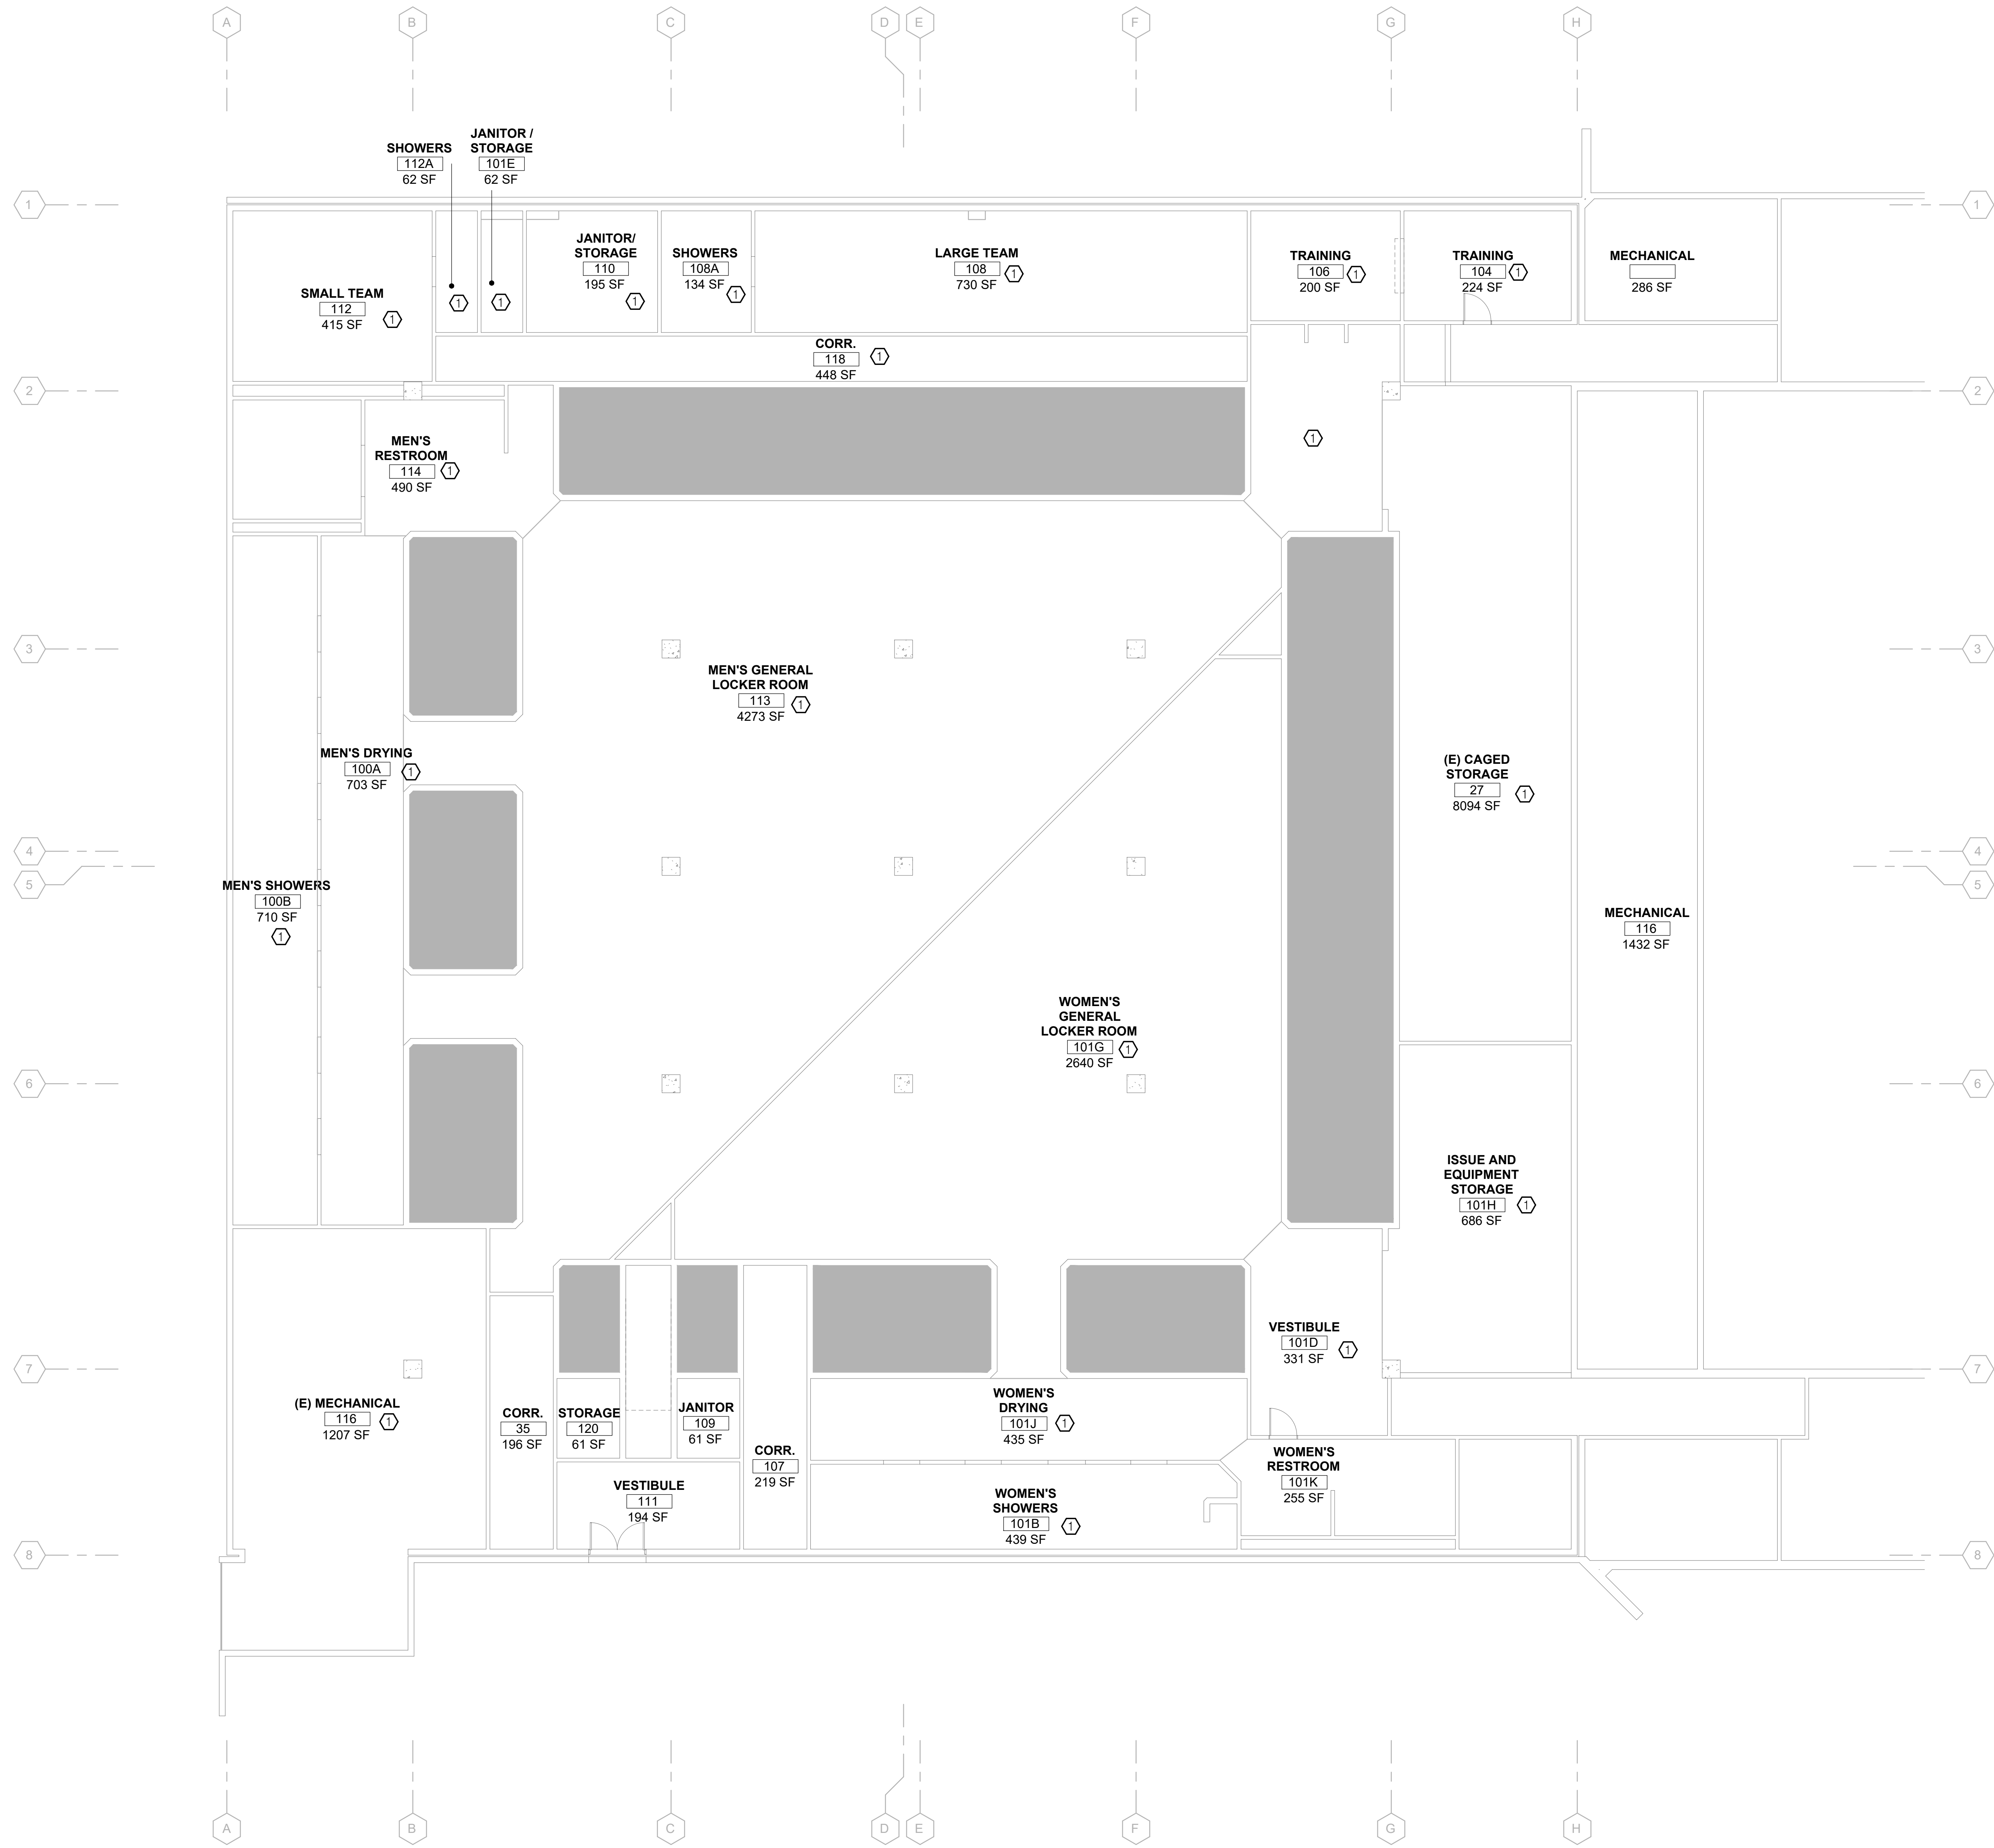 A
B
C
D
E
F
G
H
JANITOR /
STORAGE
101E
62 SF
SHOWERS
112A
62 SF
1
1
JANITOR/
STORAGE
110
195 SF
1
SHOWERS
108A
134 SF
1
LARGE TEAM
108
730 SF
1
TRAINING
106
200 SF
1
TRAINING
104
224 SF
1
MECHANICAL
286 SF
SMALL TEAM
112
415 SF
1
1
1
CORR.
118
448 SF
1
2
2
MEN'S
RESTROOM
114
490 SF
1
1
3
3
MEN'S GENERAL
LOCKER ROOM
113
4273 SF
1
MEN'S DRYING
100A
703 SF
1
(E) CAGED
STORAGE
27
8094 SF
1
4
4
5
5
MEN'S SHOWERS
100B
710 SF
1
MECHANICAL
116
1432 SF
WOMEN'S
GENERAL
LOCKER ROOM
101G
2640 SF
1
6
6
ISSUE AND
EQUIPMENT
STORAGE
101H
686 SF
1
VESTIBULE
101D
331 SF
1
7
7
(E) MECHANICAL
116
1207 SF
1
CORR.
35
196 SF
STORAGE
120
61 SF
JANITOR
109
61 SF
WOMEN'S
DRYING
101J
435 SF
1
CORR.
107
219 SF
WOMEN'S
RESTROOM
101K
255 SF
VESTIBULE
111
194 SF
WOMEN'S
SHOWERS
101B
439 SF
1
8
8
A
B
C
D
E
F
G
H